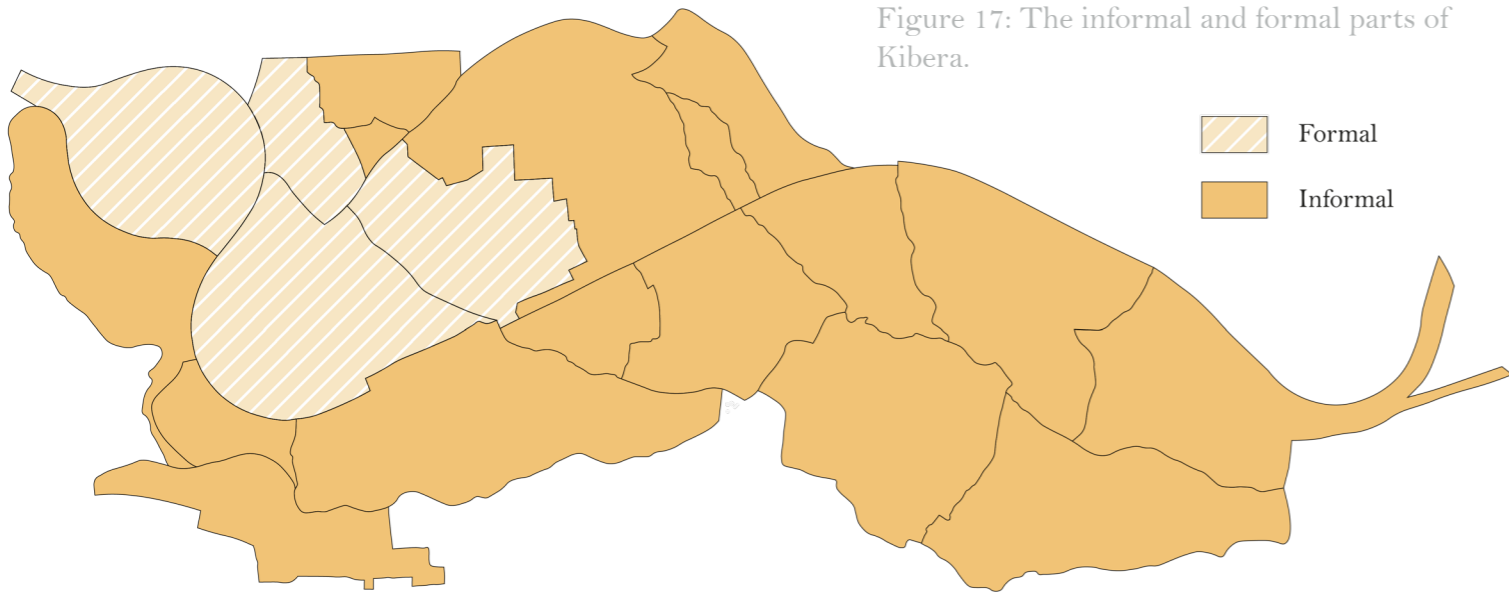 Figure 17: The informal and formal parts of
Kibera.
Formal
Informal